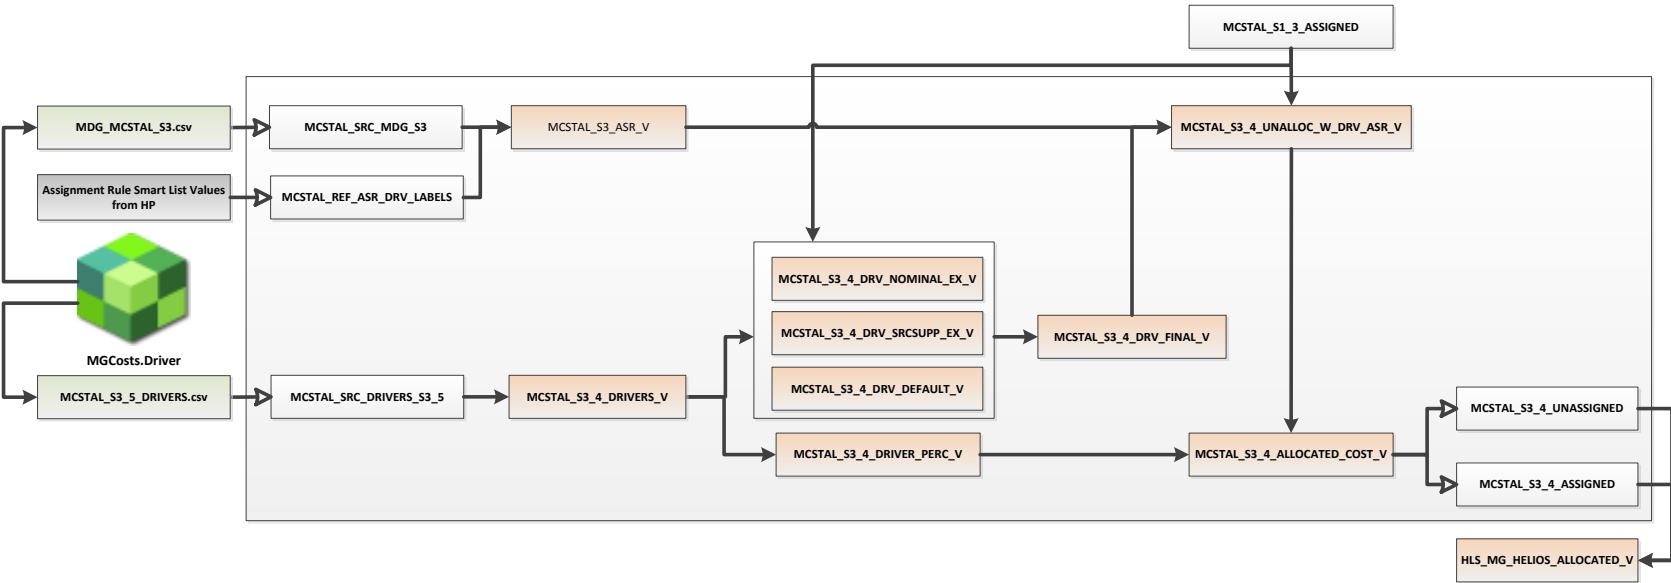 MCSTAL_S1_3_ASSIGNED
MDG_MCSTAL_S3.csv
MCSTAL_SRC_MDG_S3
MCSTAL_S3_ASR_V
MCSTAL_S3_4_UNALLOC_W_DRV_ASR_V
Assignment Rule Smart List Values
from HP
MCSTAL_REF_ASR_DRV_LABELS
MCSTAL_S3_4_DRV_NOMINAL_EX_V
MCSTAL_S3_4_DRV_SRCSUPP_EX_V
MCSTAL_S3_4_DRV_FINAL_V
MGCosts.Driver
MCSTAL_S3_4_DRV_DEFAULT_V
MCSTAL_S3_5_DRIVERS.csv
MCSTAL_SRC_DRIVERS_S3_5
MCSTAL_S3_4_DRIVERS_V
MCSTAL_S3_4_UNASSIGNED
MCSTAL_S3_4_DRIVER_PERC_V
MCSTAL_S3_4_ALLOCATED_COST_V
MCSTAL_S3_4_ASSIGNED
HLS_MG_HELIOS_ALLOCATED_V